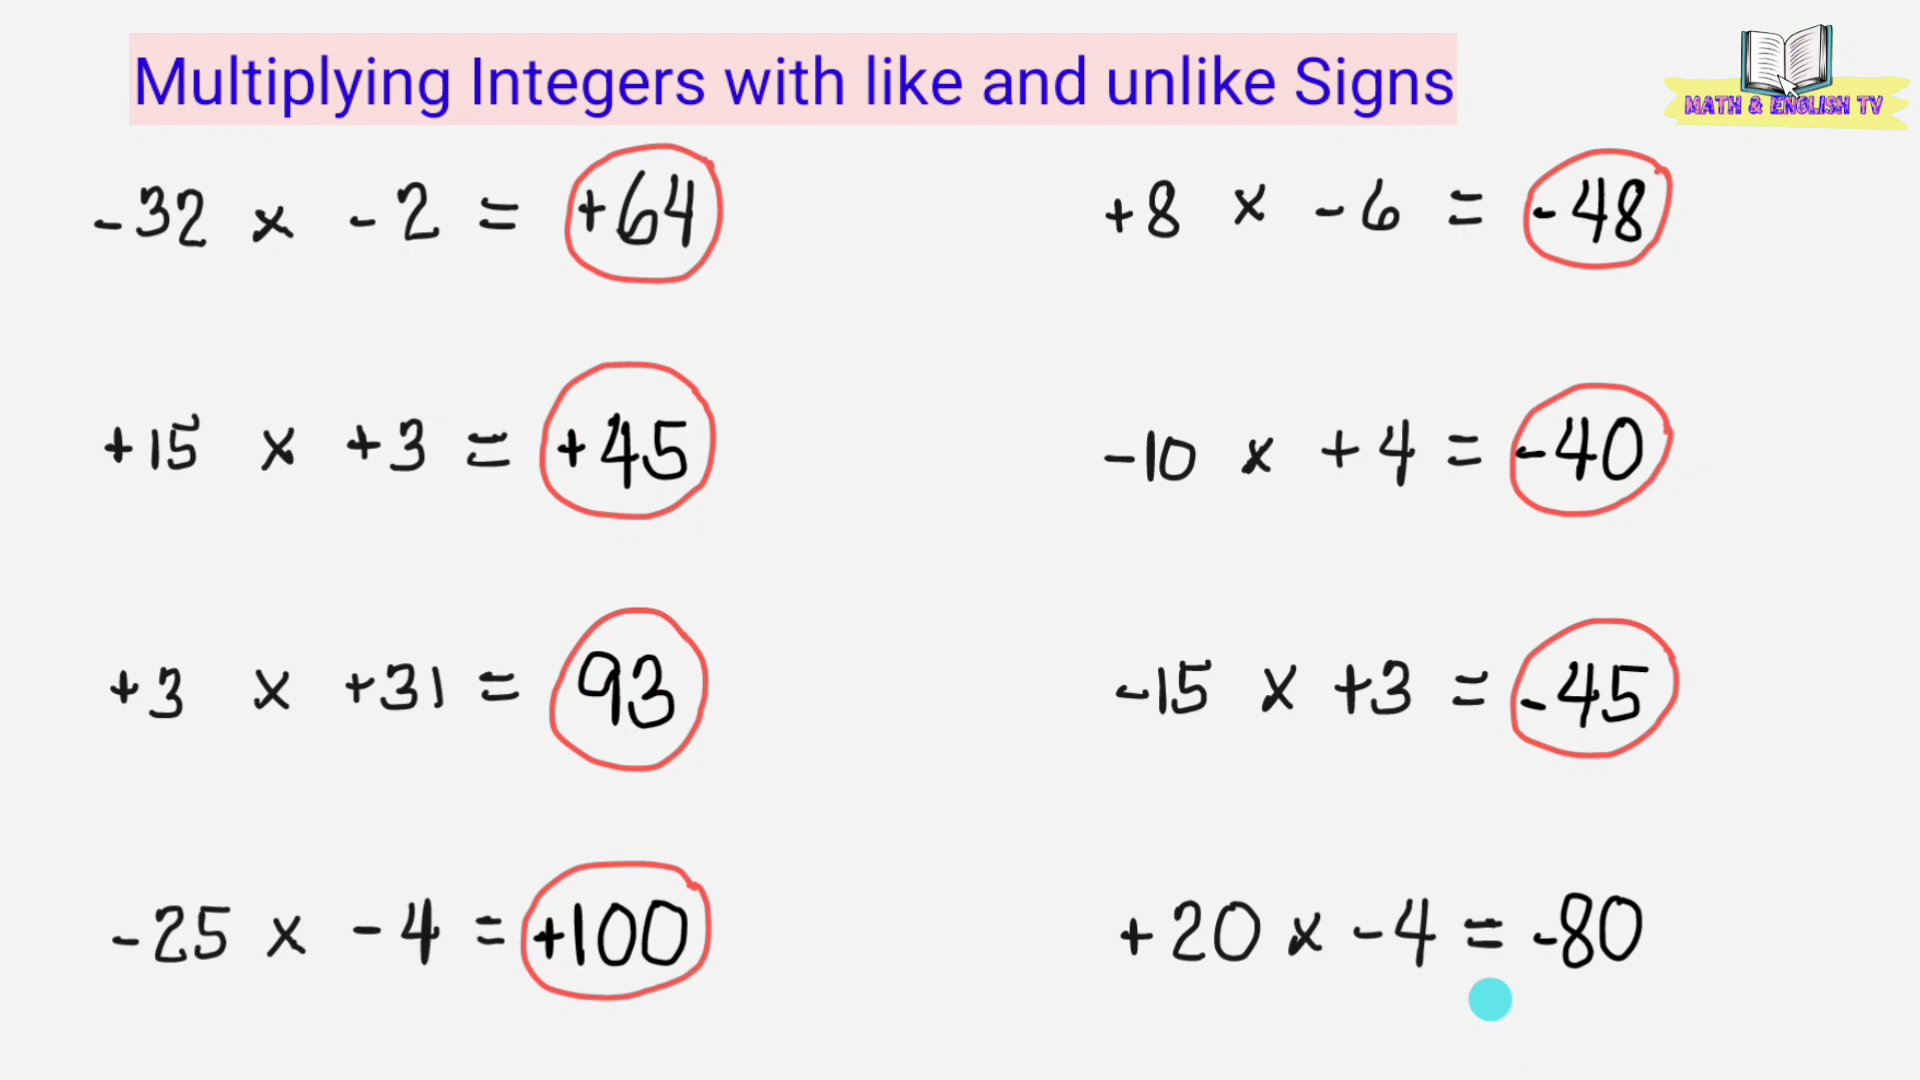 Multiplying Integers with like and unlike Signs
MATH & ENGLISH TV
-32 x -2 = +64
+8 x -6 = -48
+15 x +3 = +45
-10 x +4 = -40
+3 x +31 = 93
-15 x +3 = -45
-25 x -4 = +100
+20 x -4 = -80